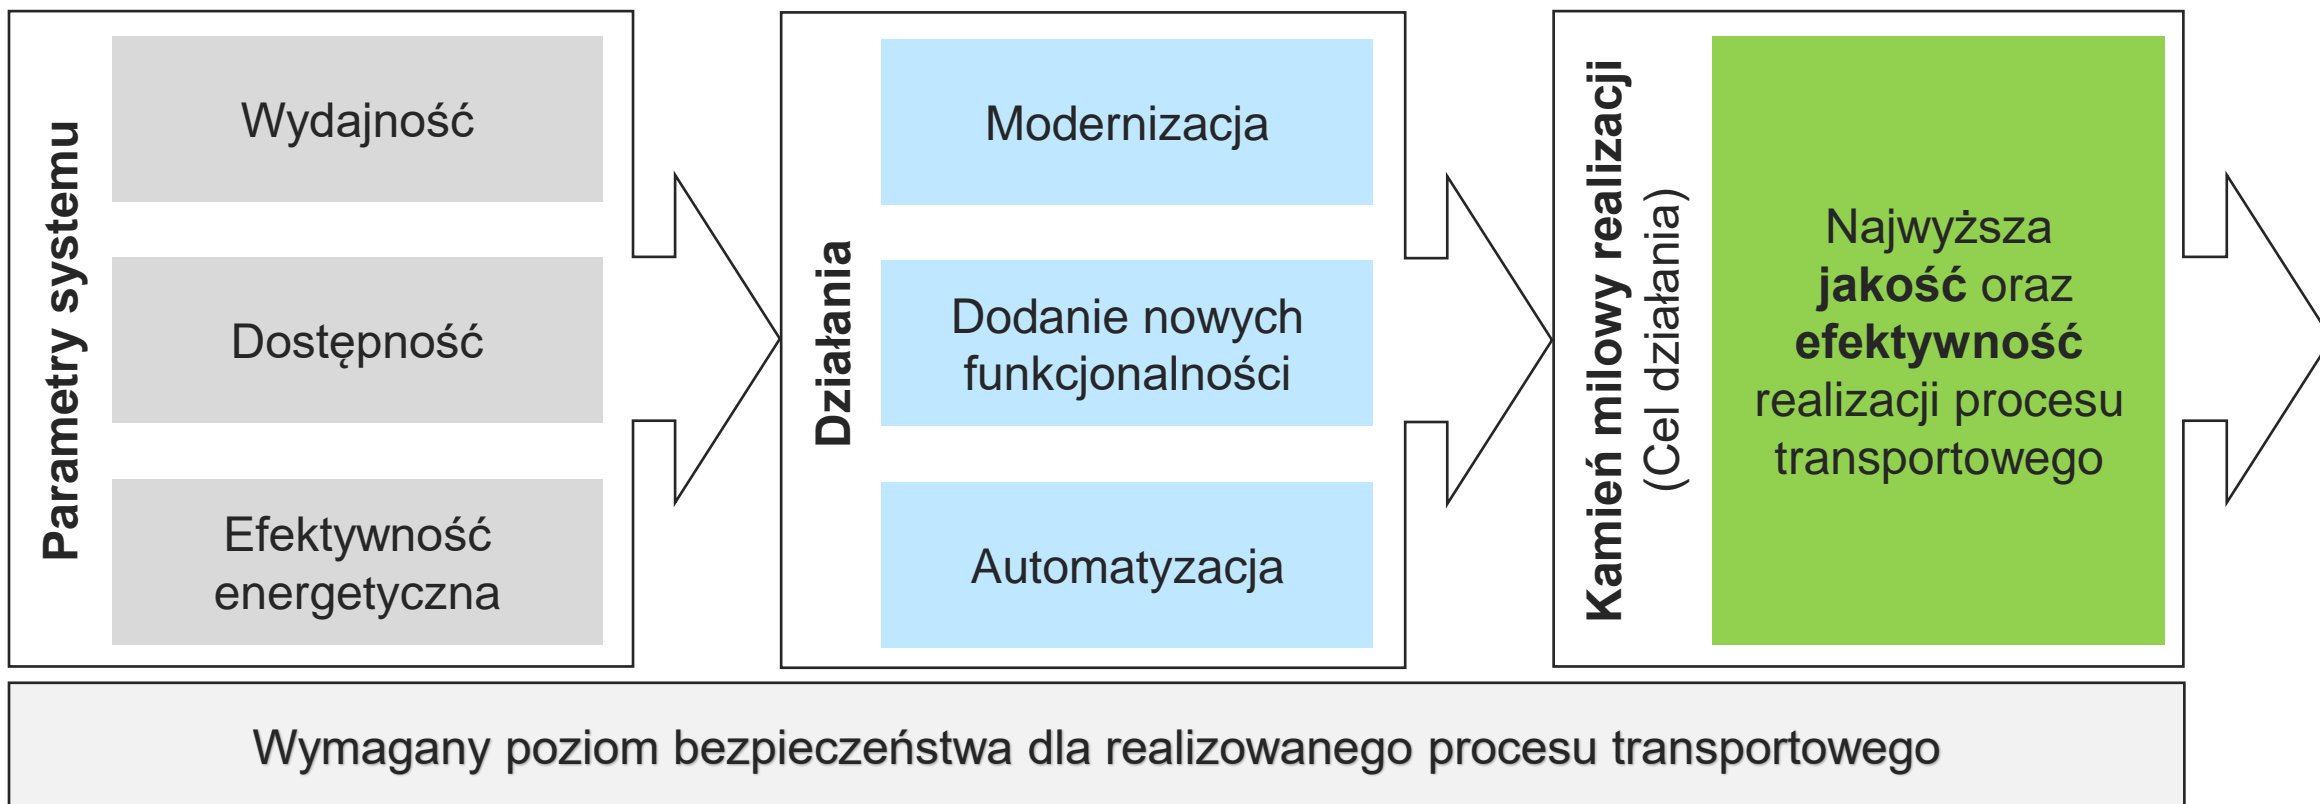 Parametry systemu
Wydajność
Dostępność
Efektywność
energetyczna
Działania
Modernizacja
Dodanie nowych
funkcjonalności
Automatyzacja
Kamień milowy realizacji
(Cel działania)
Najwyższa
jakość oraz
efektywność
realizacji procesu
transportowego
Wymagany poziom bezpieczeństwa dla realizowanego procesu transportowego